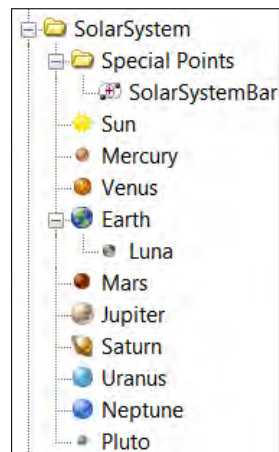 SolarSystem
Special Points
SolarSystemBar
Sun
Mercury
Venus
Earth
Luna
Mars
Jupiter
Saturn
Uranus
Neptune
Pluto